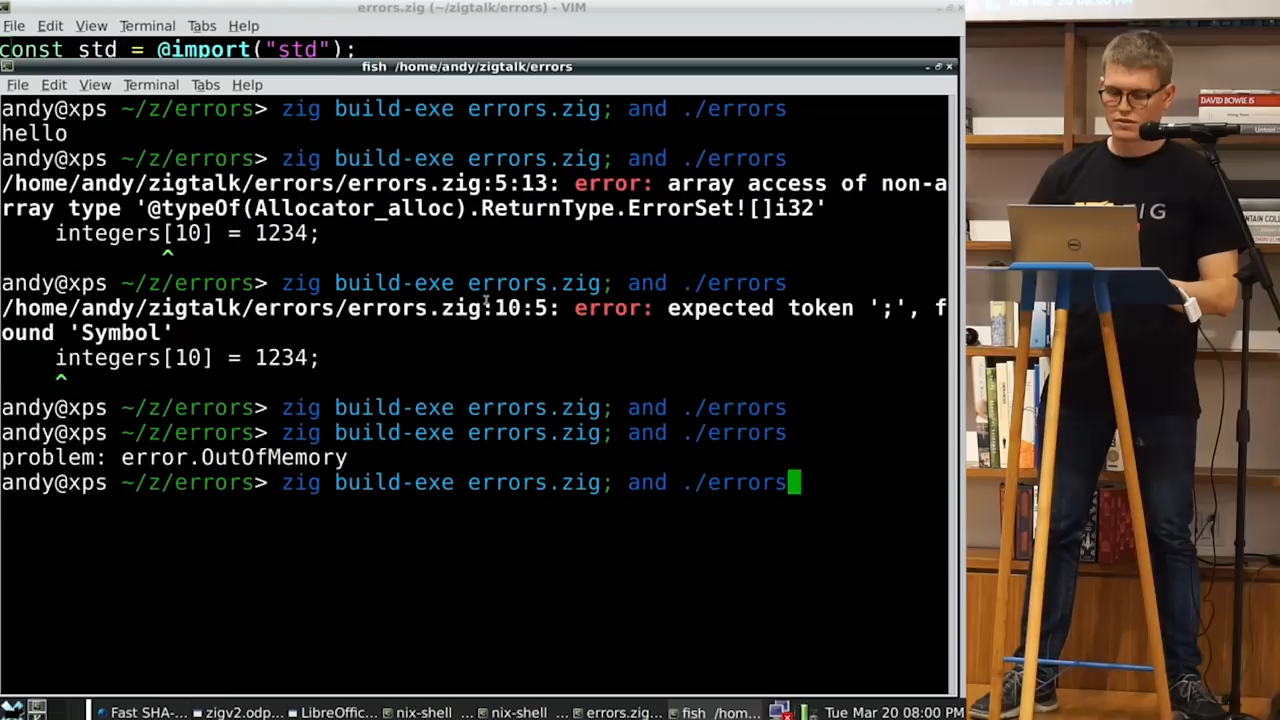 errors.zig (~/zigtalk/errors) - VIM
File Edit View Terminal Tabs Help
const std = @import("std");
fish /home/andy/zigtalk/errors
File Edit View Terminal Tabs Help
andy@xps ~/z/errors> zig build-exe errors.zig; and ./errors
hello
andy@xps ~/z/errors> zig build-exe errors.zig; and ./errors
/home/andy/zigtalk/errors/errors.zig:5:13: error: array access of non-a
rray type '@typeOf(Allocator_alloc).ReturnType.ErrorSet![]i32'
integers[10] = 1234;
^
andy@xps ~/z/errors> zig build-exe errors.zig; and ./errors
/home/andy/zigtalk/errors/errors.zig:10:5: error: expected token ';', f
ound 'Symbol'
integers[10] = 1234;
^
andy@xps ~/z/errors> zig build-exe errors.zig; and ./errors
andy@xps ~/z/errors> zig build-exe errors.zig; and ./errors
problem: error.OutOfMemory
andy@xps ~/z/errors> zig build-exe errors.zig; and ./errors
Fast SHA-... zigv2.odp... LibreOffic... nix-shell ... nix-shell ... errors.zig... fish /hom... Tue Mar 20 08:00 PM
DAVID BOWIE IS
IG